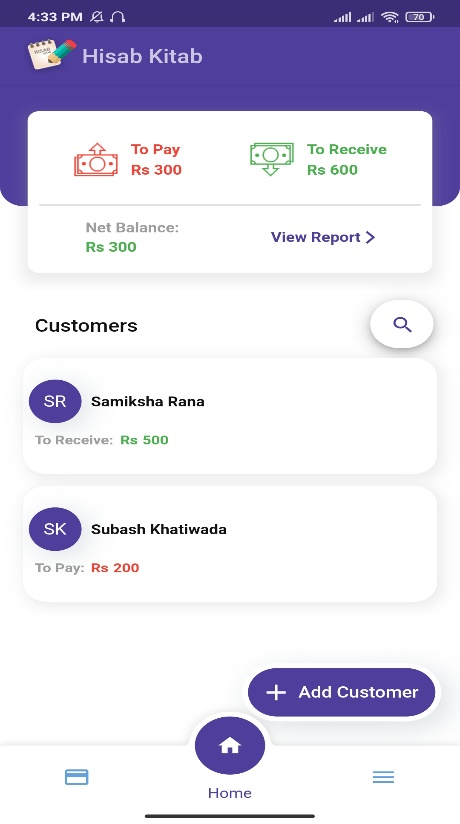 4:33 PM 70
Hisab Kitab
To Pay
Rs 300
To Receive
Rs 600
Net Balance:
Rs 300
View Report
Customers
SR Samiksha Rana
To Receive: Rs 500
SK Subash Khatiwada
To Pay: Rs 200
Add Customer
Home